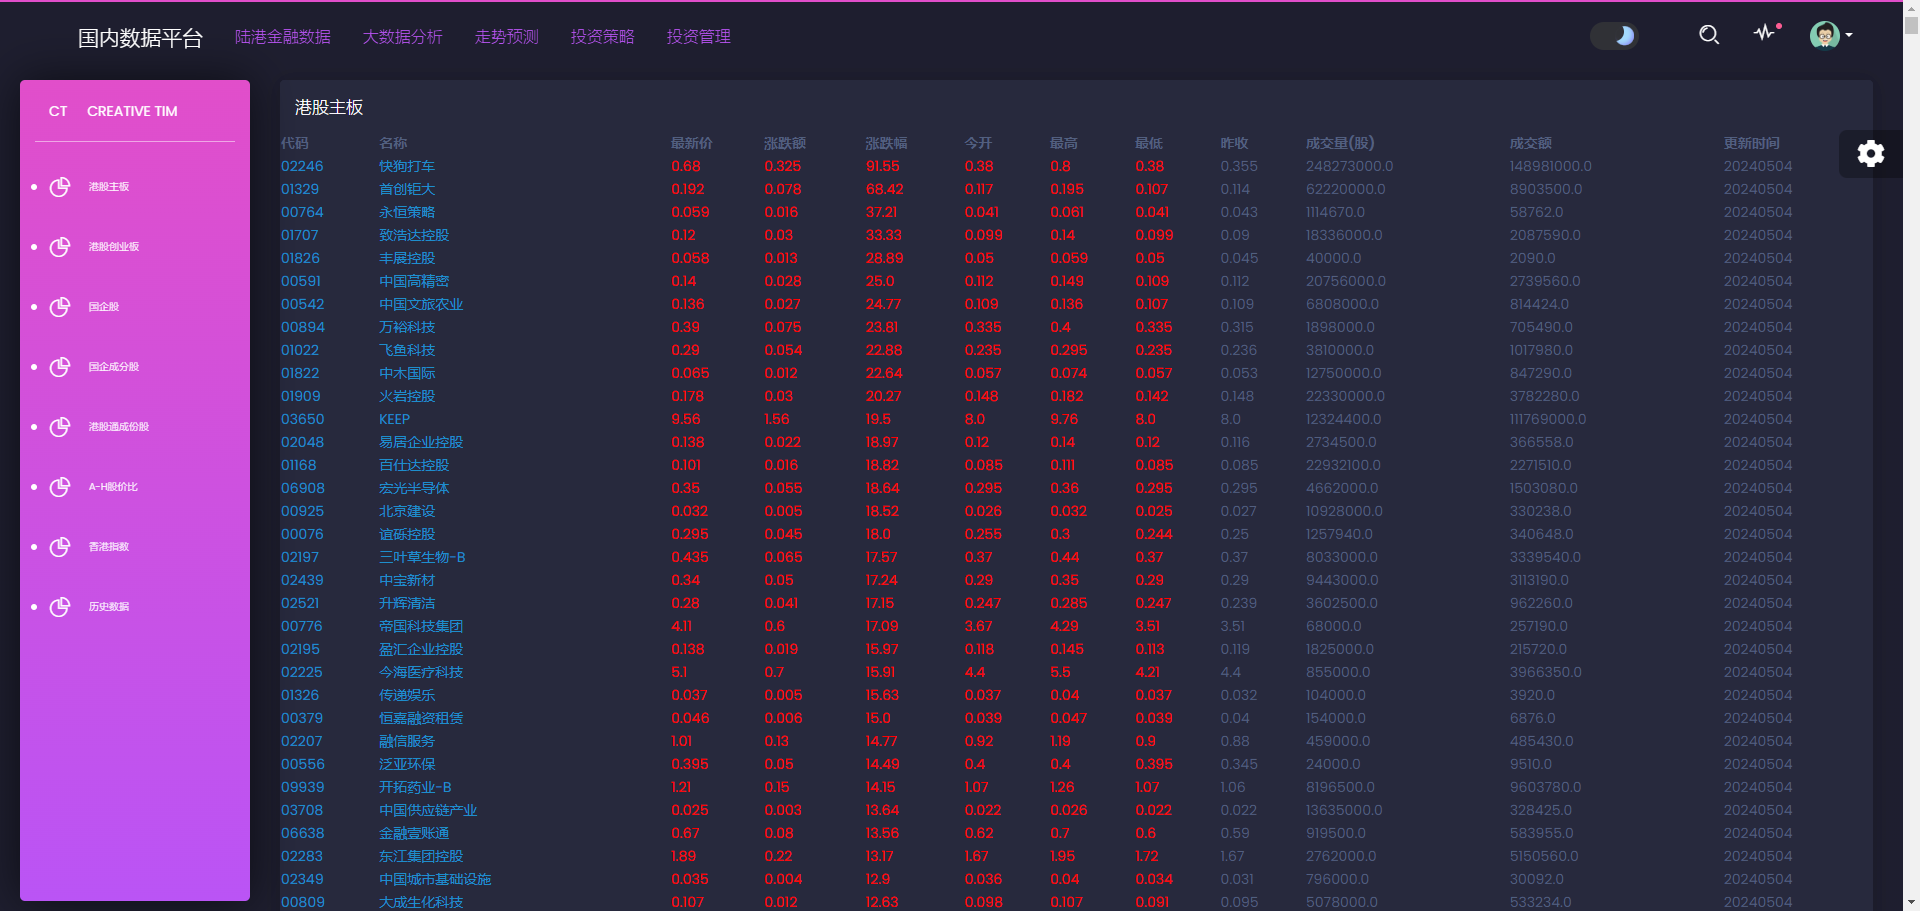 国内数据平台 陆港金融数据 大数据分析 走势预测 投资策略 投资管理
CT CREATIVE TIM
港股主板
港股创业板
国企股
国企成分股
港股通成份股
A-H股价比
香港指数
历史数据
港股主板
代码 名称 最新价 涨跌额 涨跌幅 今开 最高 最低 昨收 成交量(股) 成交额 更新时间
02246 快狗打车 0.68 0.325 91.55 0.38 0.8 0.38 0.355 248273000.0 148981000.0 20240504
01329 首创钜大 0.192 0.078 68.42 0.117 0.195 0.107 0.114 62220000.0 8903500.0 20240504
00764 永恒策略 0.059 0.016 37.21 0.041 0.061 0.041 0.043 1114670.0 58762.0 20240504
01707 致浩达控股 0.12 0.03 33.33 0.099 0.14 0.099 0.09 18336000.0 2087590.0 20240504
01826 丰展控股 0.058 0.013 28.89 0.05 0.059 0.05 0.045 40000.0 2090.0 20240504
00591 中国高精密 0.14 0.028 25.0 0.112 0.149 0.109 0.112 20756000.0 2739560.0 20240504
00542 中国文旅农业 0.136 0.027 24.77 0.109 0.136 0.107 0.109 6808000.0 814424.0 20240504
00894 万裕科技 0.39 0.075 23.81 0.335 0.4 0.335 0.315 1898000.0 705490.0 20240504
01022 飞鱼科技 0.29 0.054 22.88 0.235 0.295 0.235 0.236 3810000.0 1017980.0 20240504
01822 中木国际 0.065 0.012 22.64 0.057 0.074 0.057 0.053 12750000.0 847290.0 20240504
01909 火岩控股 0.178 0.03 20.27 0.148 0.182 0.142 0.148 22330000.0 3782280.0 20240504
03650 KEEP 9.56 1.56 19.5 8.0 9.76 8.0 8.0 12324400.0 111769000.0 20240504
02048 易居企业控股 0.138 0.022 18.97 0.12 0.14 0.12 0.116 2734500.0 366558.0 20240504
01168 百仕达控股 0.101 0.016 18.82 0.085 0.111 0.085 0.085 22932100.0 2271510.0 20240504
06908 宏光半导体 0.35 0.055 18.64 0.295 0.36 0.295 0.295 4662000.0 1503080.0 20240504
00925 北京建设 0.032 0.005 18.52 0.026 0.032 0.025 0.027 10928000.0 330238.0 20240504
00076 谊砾控股 0.295 0.045 18.0 0.255 0.3 0.244 0.25 1257940.0 340648.0 20240504
02197 三叶草生物-B 0.435 0.065 17.57 0.37 0.44 0.37 0.37 8033000.0 3339540.0 20240504
02439 中宝新材 0.34 0.05 17.24 0.29 0.35 0.29 0.29 9443000.0 3113190.0 20240504
02521 升辉清洁 0.28 0.041 17.15 0.247 0.285 0.247 0.239 3602500.0 962260.0 20240504
00776 帝国科技集团 4.11 0.6 17.09 3.67 4.29 3.51 3.51 68000.0 257190.0 20240504
02195 盈汇企业控股 0.138 0.019 15.97 0.118 0.145 0.113 0.119 1825000.0 215720.0 20240504
02225 今海医疗科技 5.1 0.7 15.91 4.4 5.5 4.21 4.4 855000.0 3966350.0 20240504
01326 传递娱乐 0.037 0.005 15.63 0.037 0.04 0.037 0.032 104000.0 3920.0 20240504
00379 恒嘉融资租赁 0.046 0.006 15.0 0.039 0.047 0.039 0.04 154000.0 6876.0 20240504
02207 融信服务 1.01 0.13 14.77 0.92 1.19 0.9 0.88 459000.0 485430.0 20240504
00556 泛亚环保 0.395 0.05 14.49 0.4 0.4 0.395 0.345 24000.0 9510.0 20240504
09939 开拓药业-B 1.21 0.15 14.15 1.07 1.26 1.07 1.06 8196500.0 9603780.0 20240504
03708 中国供应链产业 0.025 0.003 13.64 0.022 0.026 0.022 0.022 13635000.0 328425.0 20240504
06638 金融壹账通 0.67 0.08 13.56 0.62 0.7 0.6 0.59 919500.0 583955.0 20240504
02283 东江集团控股 1.89 0.22 13.17 1.67 1.95 1.72 1.67 2762000.0 5150560.0 20240504
02349 中国城市基础设施 0.035 0.004 12.9 0.036 0.04 0.034 0.031 796000.0 30092.0 20240504
00809 大成生化科技 0.107 0.012 12.63 0.098 0.107 0.091 0.095 5078000.0 533234.0 20240504